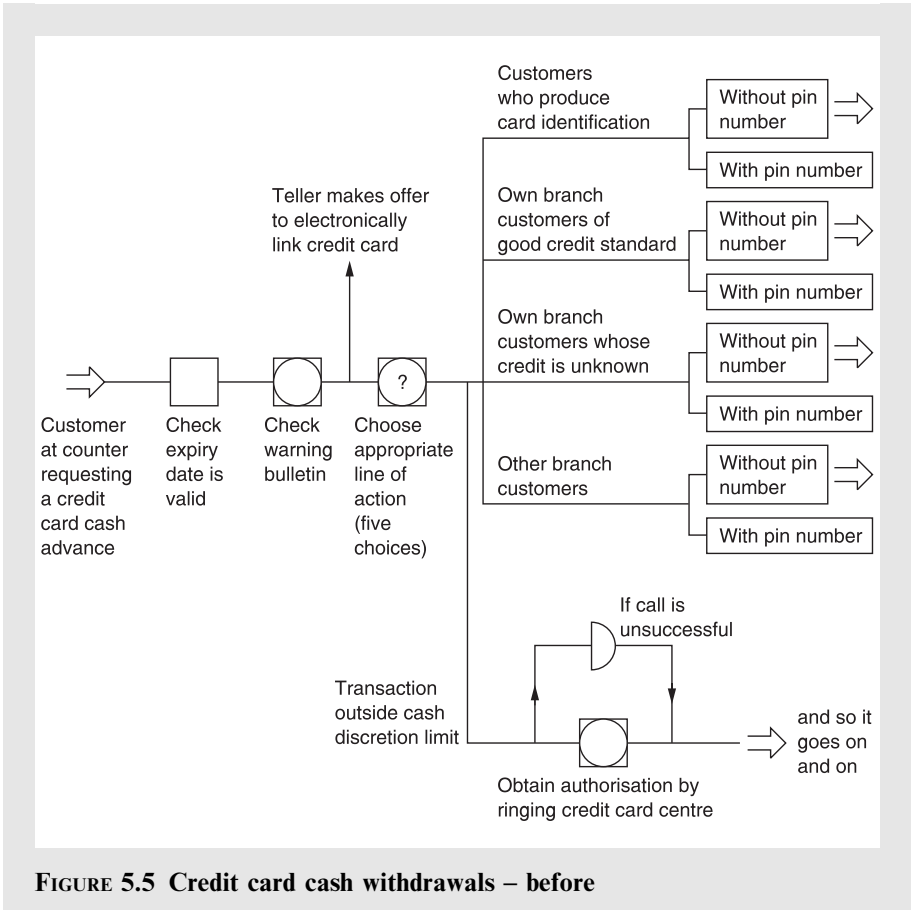 Customers
who produce
card identification
Without pin
number
With pin number
Teller makes offer
to electronically
link credit card
Own branch
customers of
good credit standard
Without pin
number
With pin number
Own branch
customers whose
credit is unknown
Without pin
number
With pin number
?
Customer
at counter
requesting
a credit
card cash
advance
Check
expiry
date is
valid
Check
warning
bulletin
Choose
appropriate
line of
action
(five
choices)
Other branch
customers
Without pin
number
With pin number
If call is
unsuccessful
Transaction
outside cash
discretion limit
Obtain authorisation by
ringing credit card centre
and so it
goes on
and on
FIGURE 5.5 Credit card cash withdrawals – before